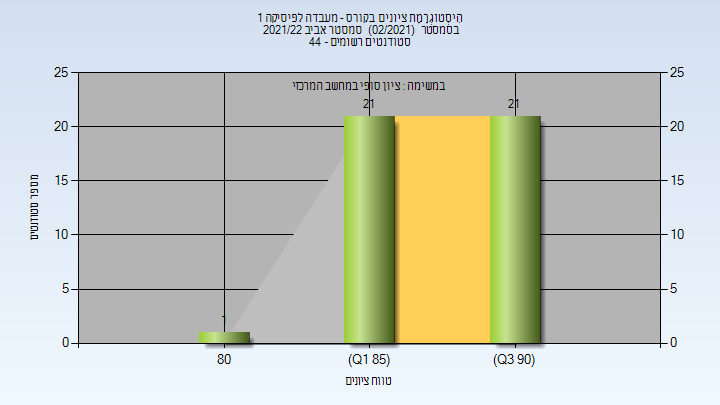 הִיסְטוֹגְרָמַת ציונים בקורס - מעבדה לפיסיקה 1
בסמסטר (02/2021) סמסטר אביב 2021/22
סטודנטים רשומים - 44
במשימה : ציון סופי במחשב המרכזי
25
20
15
10
5
0
25
20
15
10
5
0
1
21
21
80
(Q1 85)
(Q3 90)
מספר סטודנטים
טווח ציונים